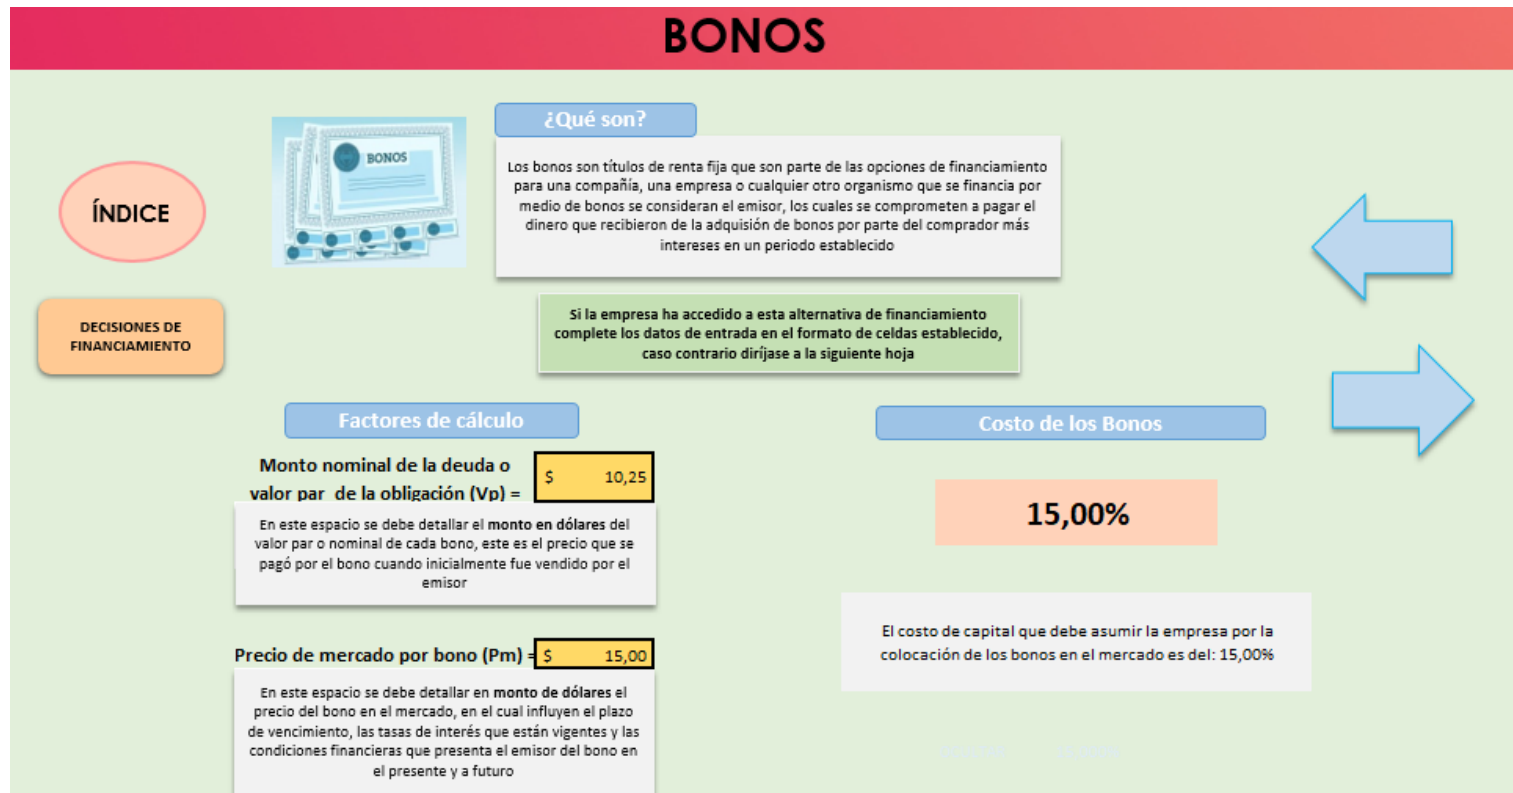 BONOS
BONOS
¿Qué son?
Los bonos son títulos de renta fija que son parte de las opciones de financiamiento
para una compañía, una empresa o cualquier otro organismo que se financia por
medio de bonos se consideran el emisor, los cuales se comprometen a pagar el
dinero que recibieron de la adquisión de bonos por parte del comprador más
intereses en un periodo establecido
ÍNDICE
DECISIONES DE
FINANCIAMIENTO
Si la empresa ha accedido a esta alternativa de financiamiento
complete los datos de entrada en el formato de celdas establecido,
caso contrario diríjase a la siguiente hoja
Factores de cálculo
Monto nominal de la deuda o
valor par de la obligación (Vp) =
$ 10,25
En este espacio se debe detallar el monto en dólares del
valor par o nominal de cada bono, este es el precio que se
pagó por el bono cuando inicialmente fue vendido por el
emisor
Precio de mercado por bono (Pm) =
$ 15,00
En este espacio se debe detallar en monto de dólares el
precio del bono en el mercado, en el cual influyen el plazo
de vencimiento, las tasas de interés que están vigentes y las
condiciones financieras que presenta el emisor del bono en
el presente y a futuro
Costo de los Bonos
15,00%
El costo de capital que debe asumir la empresa por la
colocación de los bonos en el mercado es del: 15,00%